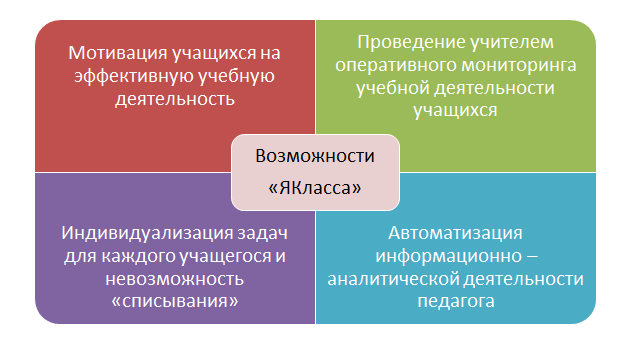 Мотивация учащихся на
эффективную учебную
деятельность
Проведение учителем
оперативного мониторинга
учебной деятельности
учащихся
Возможности
«ЯКласса»
Индивидуализация задач
для каждого учащегося и
невозможность
«списывания»
Автоматизация
информационно –
аналитической деятельности
педагога